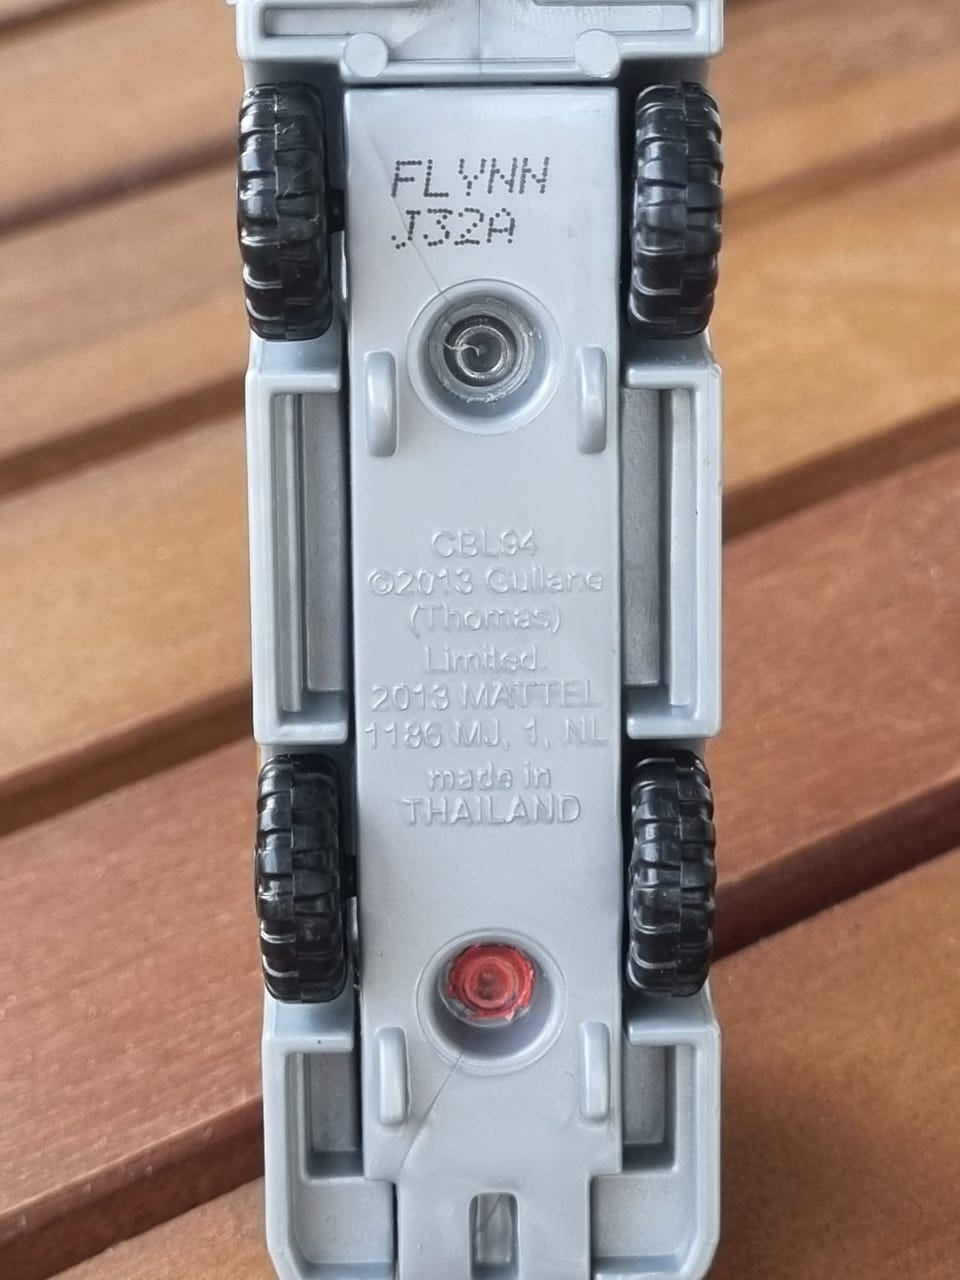 FLYNN
J32A
CBL94
©2013 Gullane
(Thomas)
Limited.
2013 MATTEL
1186 MJ, 1, NL
made in
THAILAND